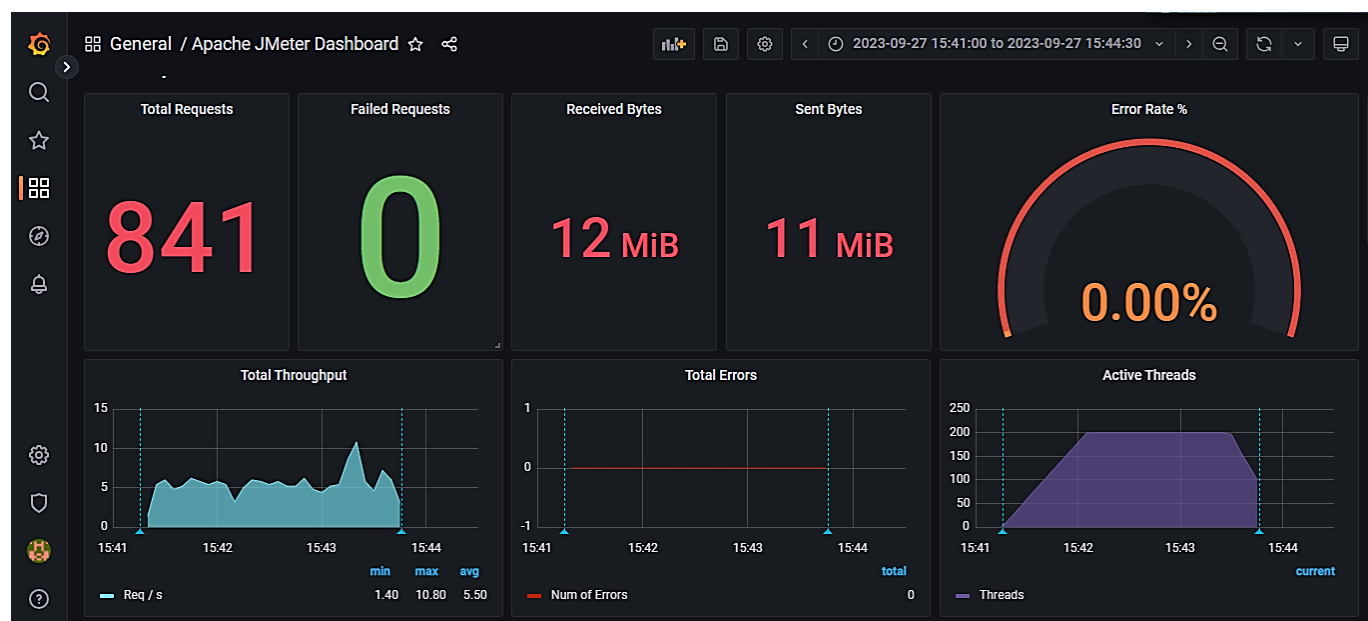 General / Apache JMeter Dashboard
2023-09-27 15:41:00 to 2023-09-27 15:44:30
Total Requests
841
Failed Requests
0
Received Bytes
12 MiB
Sent Bytes
11 MiB
Error Rate %
0.00%
Total Throughput
15
10
5
0
15:41 15:42 15:43 15:44
min max avg
Req / s 1.40 10.80 5.50
Total Errors
1
0
-1
15:41 15:42 15:43 15:44
total
Num of Errors 0
Active Threads
250
200
150
100
50
0
15:41 15:42 15:43 15:44
current
Threads